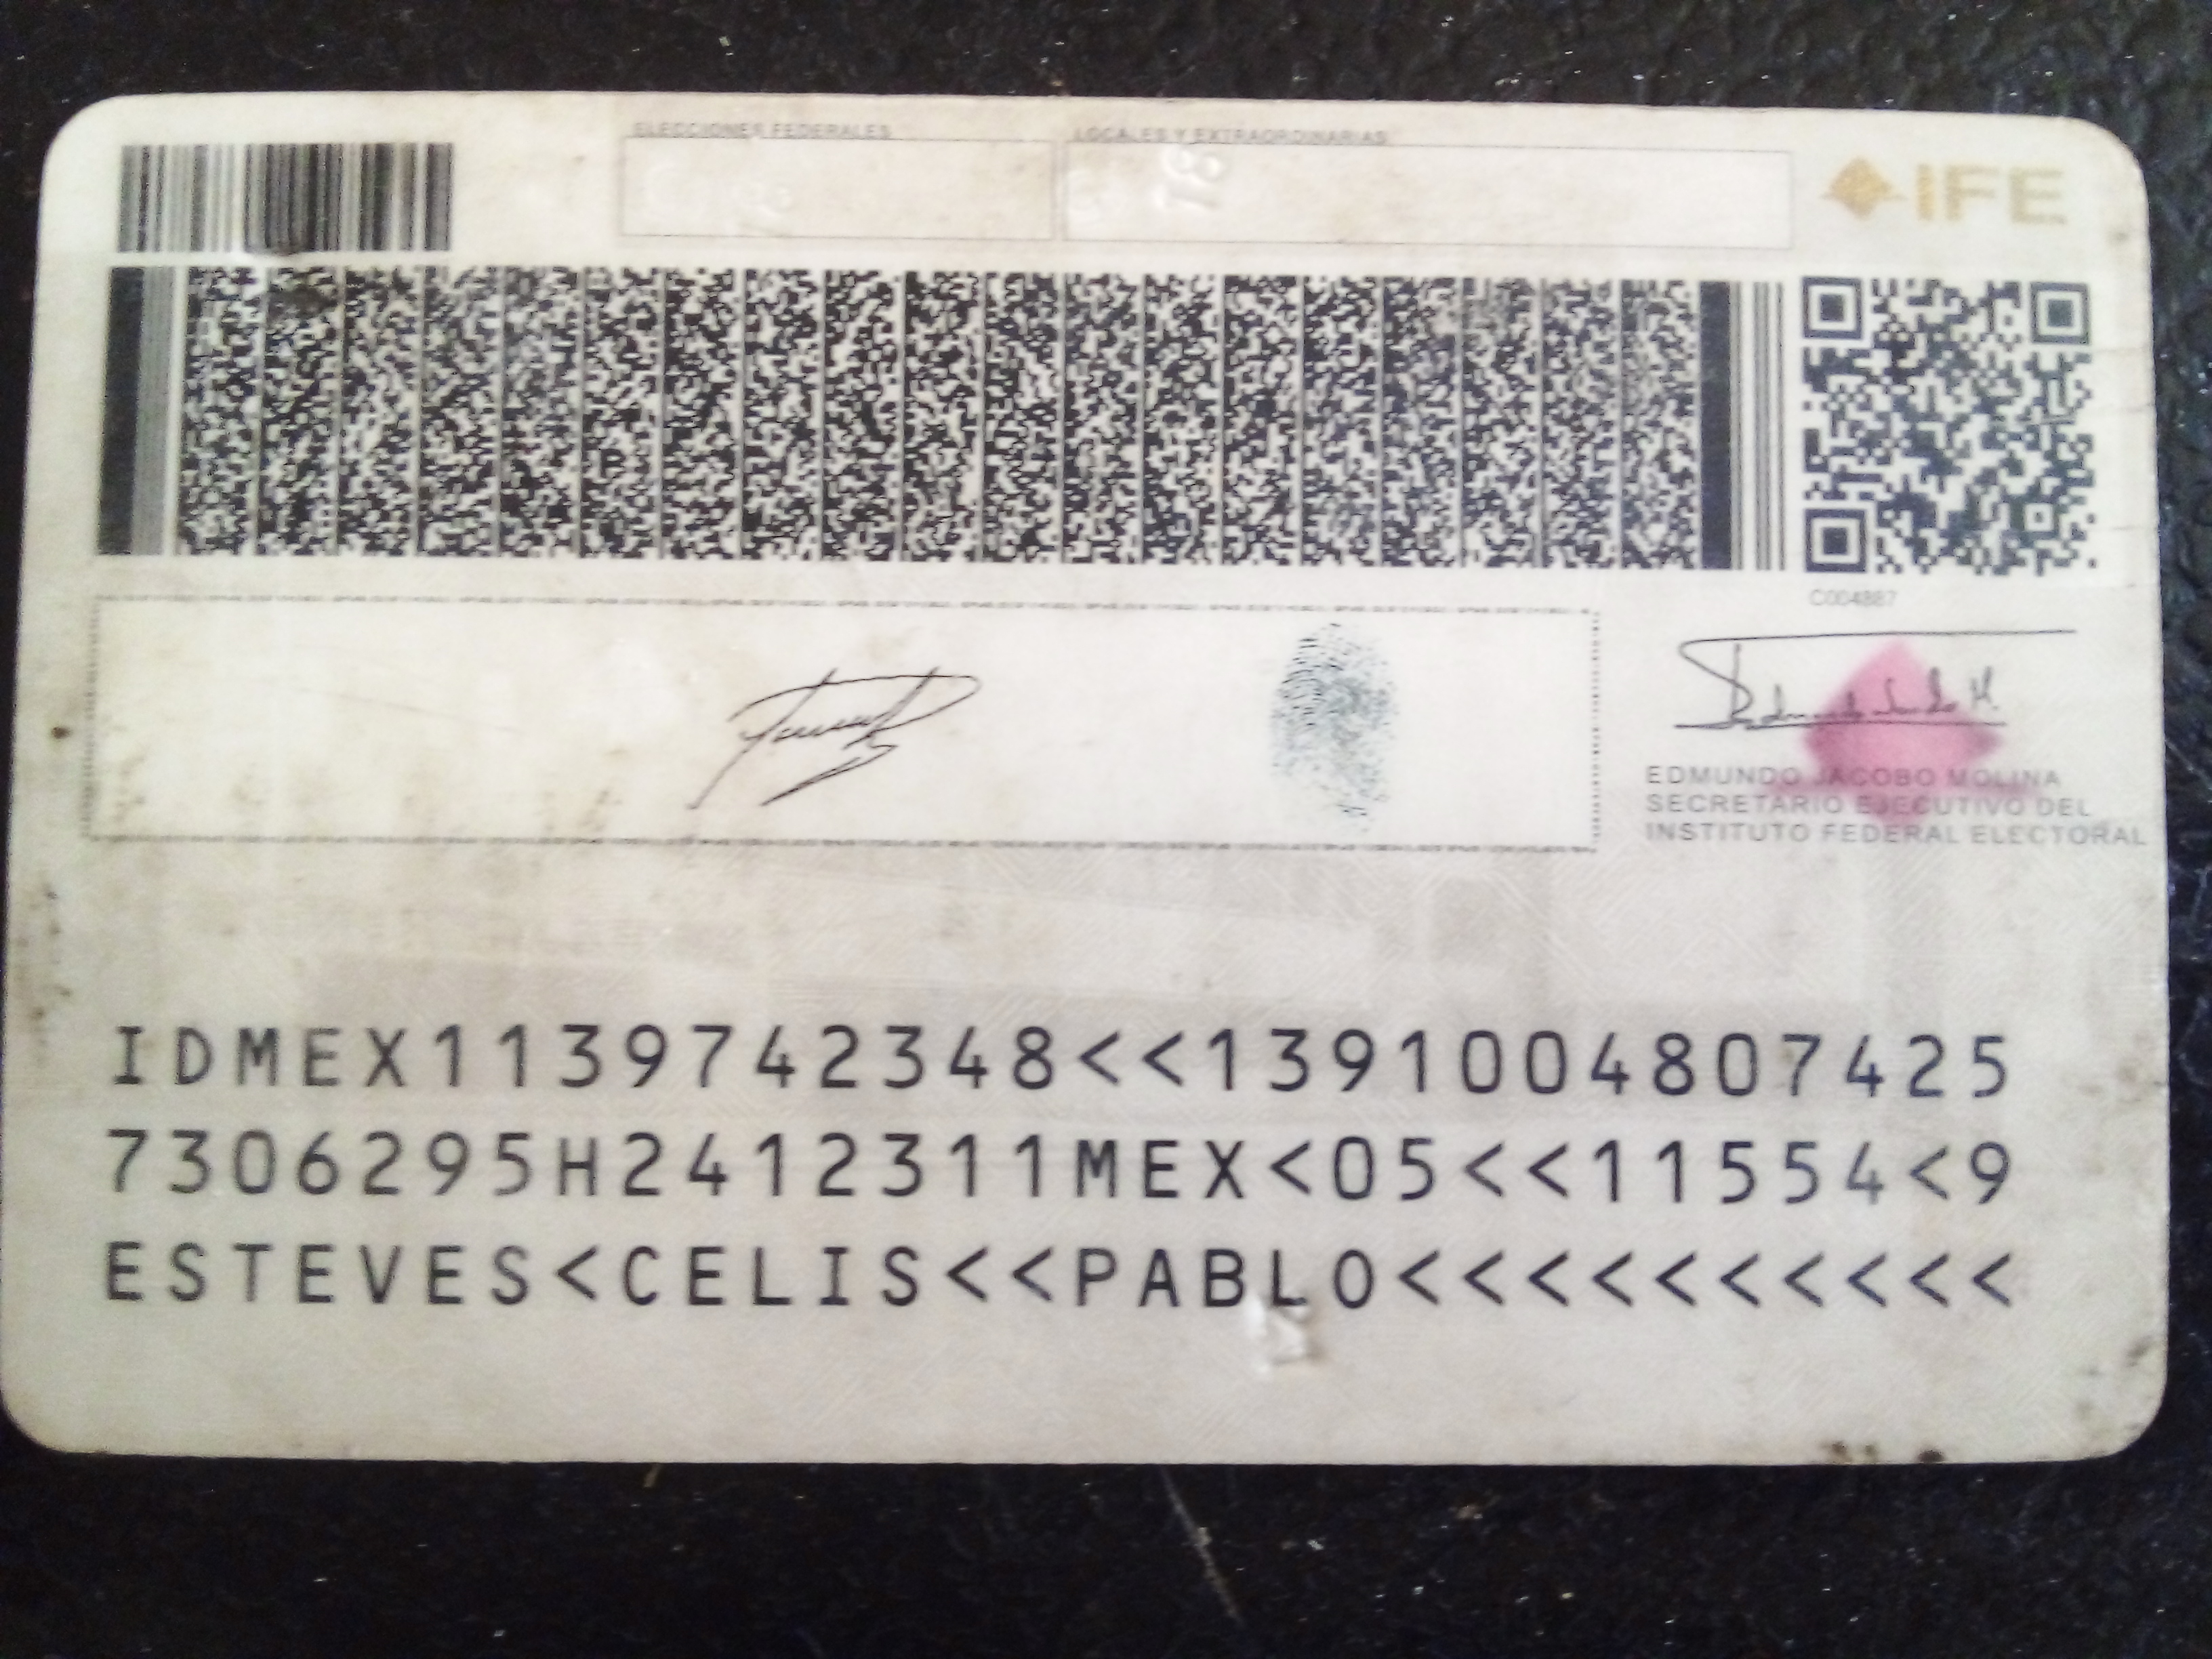 ELECCIONES FEDERALES
LOCALES Y EXTRAORDINARIAS
IFE
C004887
EDMUNDO JACOBO MOLINA
SECRETARIO EJECUTIVO DEL
INSTITUTO FEDERAL ELECTORAL
IDMEX1139742348<<1391004807425
7306295H2412311MEX<05<<11554<9
ESTEVES<CELIS<<PABLO<<<<<<<<<<